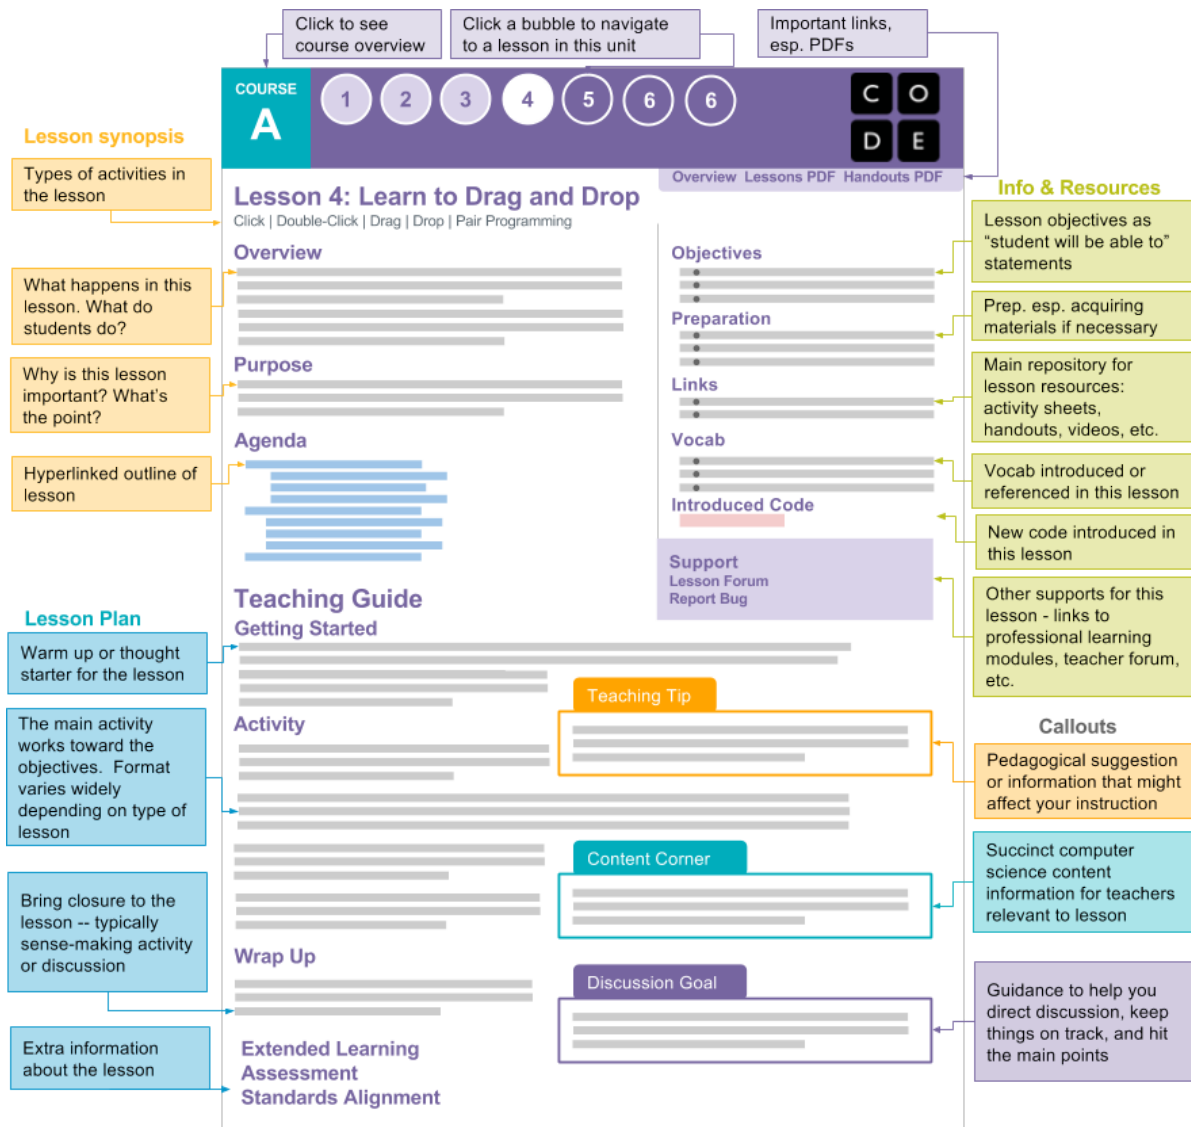 Click to see
course overview
Click a bubble to navigate
to a lesson in this unit
Important links,
esp. PDFs
COURSE
A
1
2
3
4
5
6
6
C O
D E
Overview Lessons PDF Handouts PDF
Lesson synopsis
Types of activities in
the lesson
What happens in this
lesson. What do
students do?
Why is this lesson
important? What's
the point?
Hyperlinked outline of
lesson
Lesson 4: Learn to Drag and Drop
Click | Double-Click | Drag | Drop | Pair Programming
Overview
Purpose
Agenda
Objectives
Preparation
Links
Vocab
Introduced Code
Support
Lesson Forum
Report Bug
Info & Resources
Lesson objectives as
“student will be able to”
statements
Prep. esp. acquiring
materials if necessary
Main repository for
lesson resources:
activity sheets,
handouts, videos, etc.
Vocab introduced or
referenced in this lesson
New code introduced in
this lesson
Other supports for this
lesson - links to
professional learning
modules, teacher forum,
etc.
Lesson Plan
Warm up or thought
starter for the lesson
The main activity
works toward the
objectives. Format
varies widely
depending on type of
lesson
Bring closure to the
lesson -- typically
sense-making activity
or discussion
Extra information
about the lesson
Teaching Guide
Getting Started
Activity
Wrap Up
Extended Learning
Assessment
Standards Alignment
Teaching Tip
Content Corner
Discussion Goal
Callouts
Pedagogical suggestion
or information that might
affect your instruction
Succinct computer
science content
information for teachers
relevant to lesson
Guidance to help you
direct discussion, keep
things on track, and hit
the main points